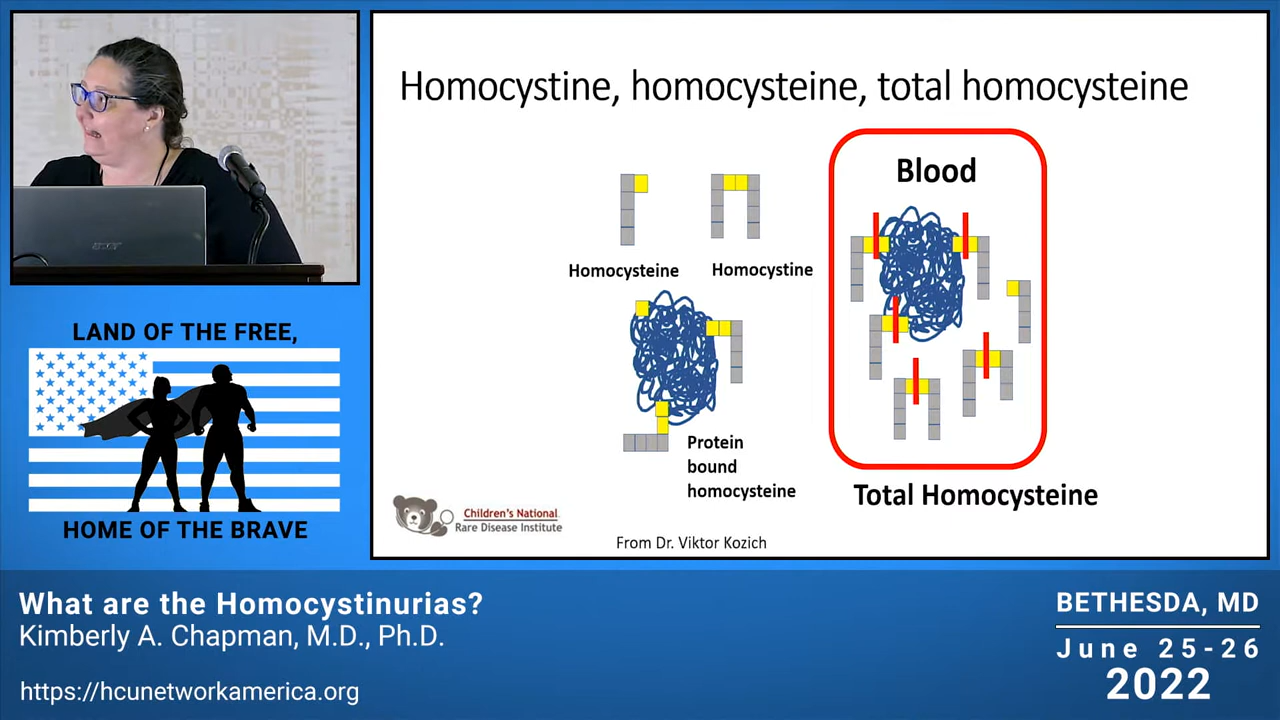 Homocystine, homocysteine, total homocysteine
Blood
Homocysteine
Homocystine
Protein
bound
homocysteine
Total Homocysteine
Children's National
Rare Disease Institute
From Dr. Viktor Kozich
acer
LAND OF THE FREE,
HOME OF THE BRAVE
What are the Homocystinurias?
Kimberly A. Chapman, M.D., Ph.D.
https://hcunetworkamerica.org
BETHESDA, MD
June 25-26
2022